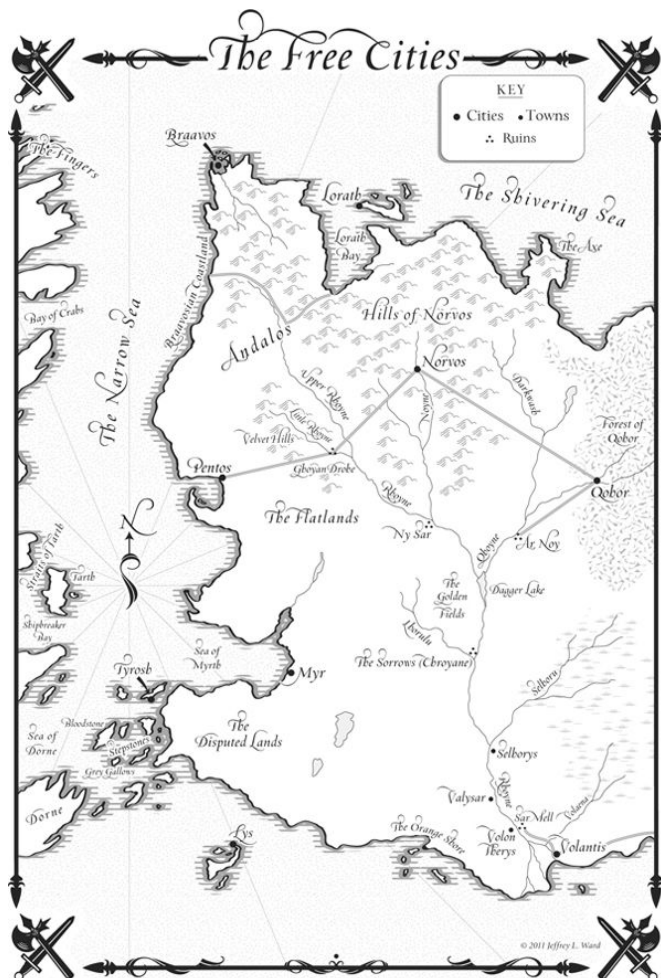 The Free Cities
KEY
Cities
Towns
Ruins
Braavos
The Fingers
Lorath
The Shivering Sea
Lorath
Bay
The Axe
Braavosian Coastland
Bay of Crabs
The Narrow Sea
Andalos
Hills of Norvos
Norvos
Upper Rhoyne
Noyne
Darkwash
Little Rhoyne
Forest of
Qohor
Velvet Hills
Ghoyan Drohe
Pentos
Qohor
Rhoyne
The Flatlands
Ny Sar
Qhoyne
Ar Noy
N
Straits of Tarth
Tarth
The
Golden
Fields
Dagger Lake
Lhorulu
Shipbreaker
Bay
Sea of
Myrth
The Sorrows (Chroyane)
Tyrosh
Myr
Selhoru
Bloodstone
Stepstones
The
Disputed Lands
Sea of
Dorne
Grey Gallows
Selhorys
Dorne
Valysar
Rhoyne
Sar Mell
Volaena
Lys
The Orange Shore
Volon
Therys
Volantis
© 2011 Jeffrey L. Ward